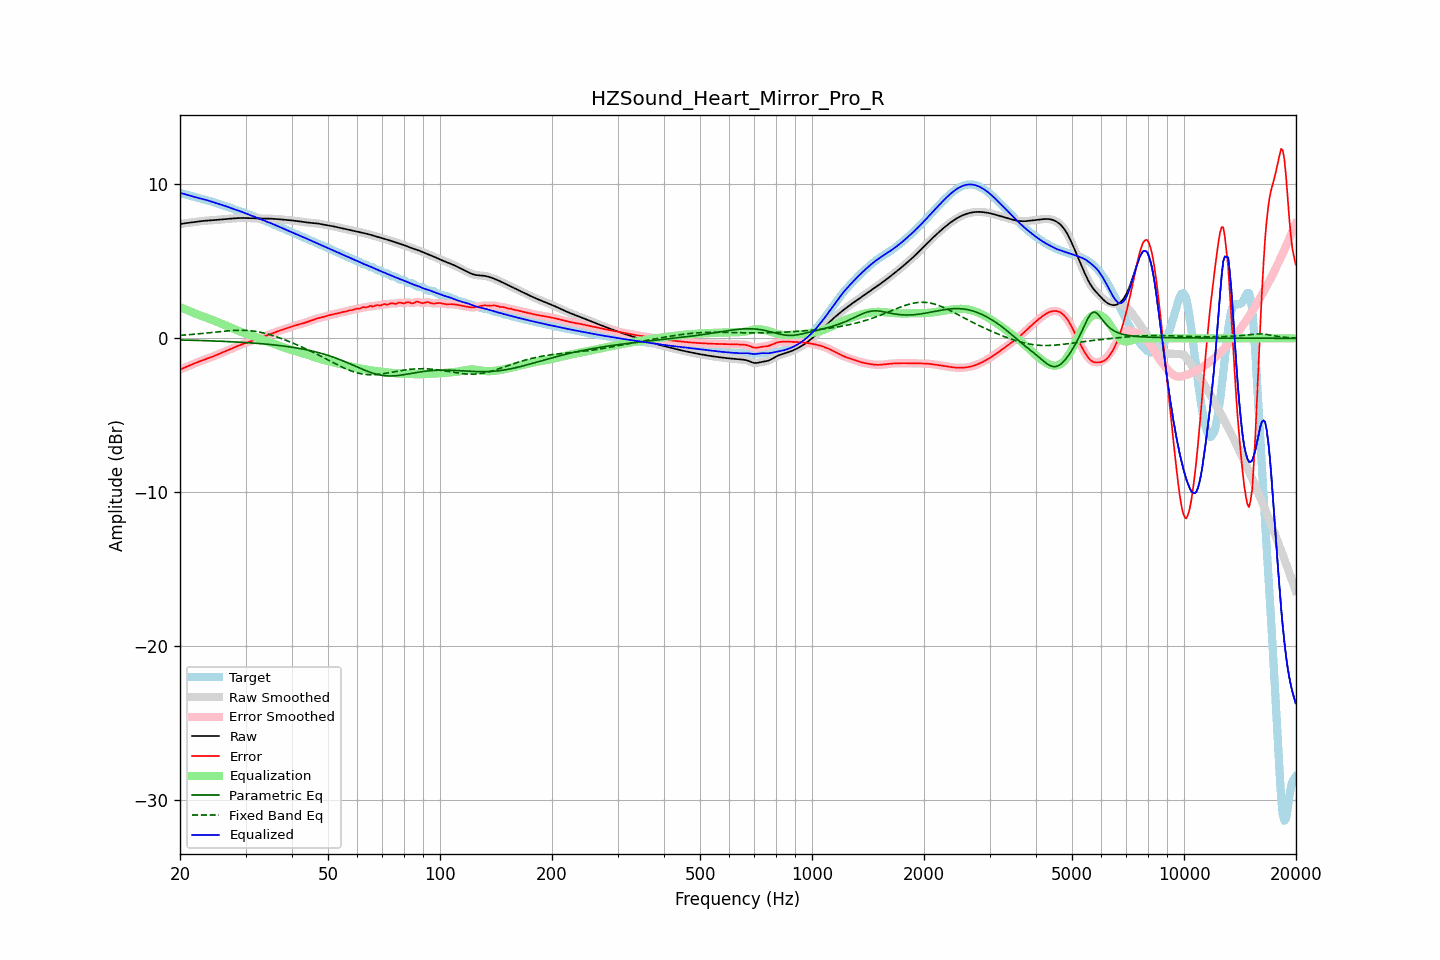 HZSound_Heart_Mirror_Pro_R
Amplitude (dBr)
10
0
−10
−20
−30
Target
Raw Smoothed
Error Smoothed
Raw
Error
Equalization
Parametric Eq
Fixed Band Eq
Equalized
20 50 100 200 500 1000 2000 5000 10000 20000
Frequency (Hz)